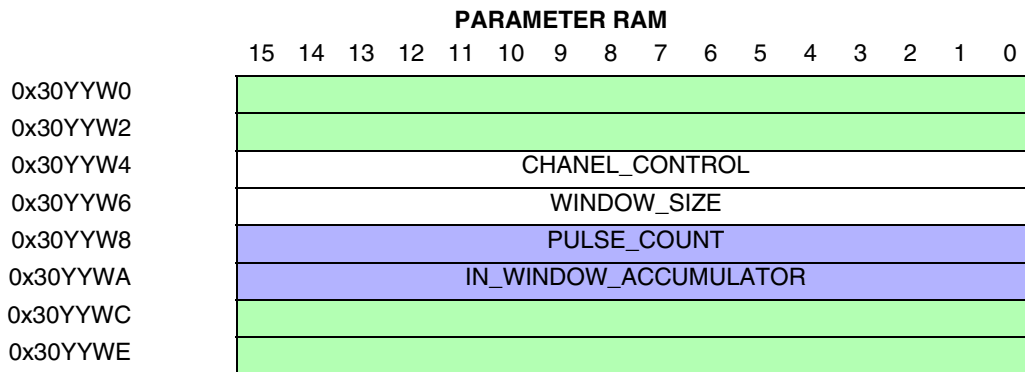 PARAMETER RAM
15 14 13 12 11 10 9 8 7 6 5 4 3 2 1 0
0x30YYW0
0x30YYW2
0x30YYW4 CHANEL_CONTROL
0x30YYW6 WINDOW_SIZE
0x30YYW8 PULSE_COUNT
0x30YYWA IN_WINDOW_ACCUMULATOR
0x30YYWC
0x30YYWE